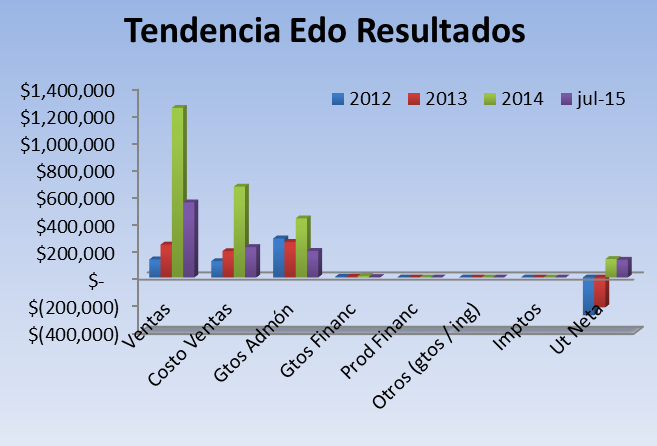 Tendencia Edo Resultados
2012 2013 2014 jul-15
$1,400,000
$1,200,000
$1,000,000
$800,000
$600,000
$400,000
$200,000
$-
$(200,000)
$(400,000)
Ventas
Costo Ventas
Gtos Admón
Gtos Financ
Prod Financ
Otros (gtos / ing)
Imptos
Ut Neta